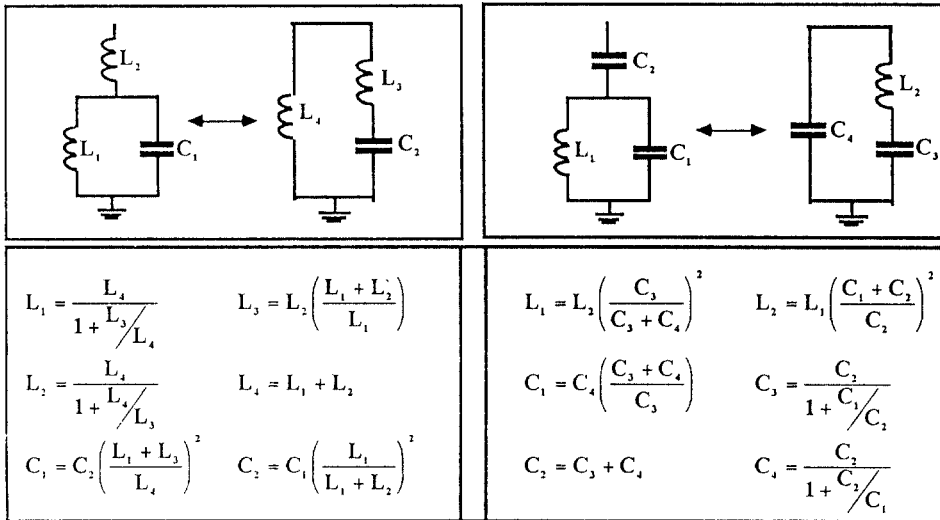 L₂
L₁
C₁
L₄
L₃
C₂
C₂
L₁
C₁
C₄
L₂
C₃
L₁ = L₄ / (1 + L₃/L₄)
L₃ = L₂ ((L₁ + L₂) / L₁)
L₂ = L₄ / (1 + L₄/L₃)
L₄ = L₁ + L₂
C₁ = C₂ ((L₁ + L₃) / L₄)²
C₂ = C₁ (L₁ / (L₁ + L₂))²
L₁ = L₂ (C₃ / (C₃ + C₄))²
L₂ = L₁ ((C₁ + C₂) / C₂)²
C₁ = C₄ ((C₃ + C₄) / C₃)
C₃ = C₂ / (1 + C₁/C₂)
C₂ = C₃ + C₄
C₄ = C₂ / (1 + C₂/C₁)